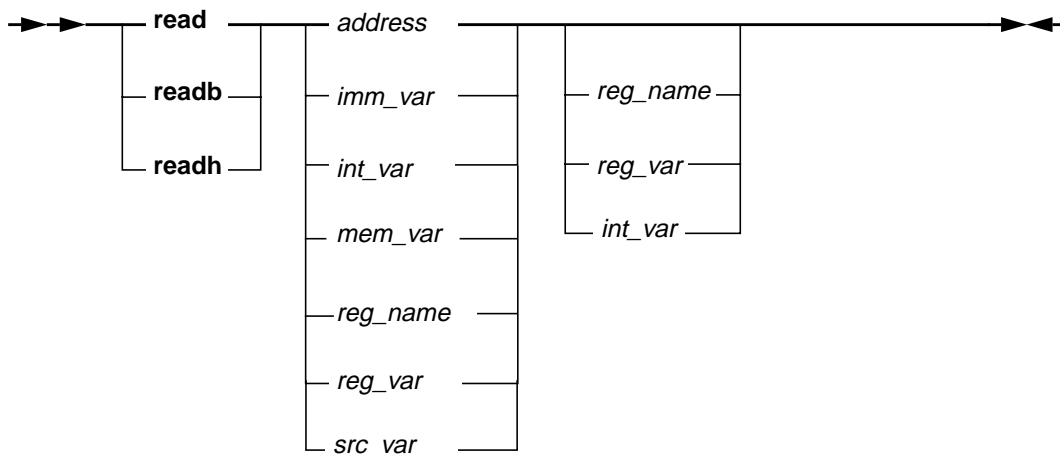 read address
readb imm_var reg_name
readh int_var reg_var
mem_var int_var
reg_name
reg_var
src_var